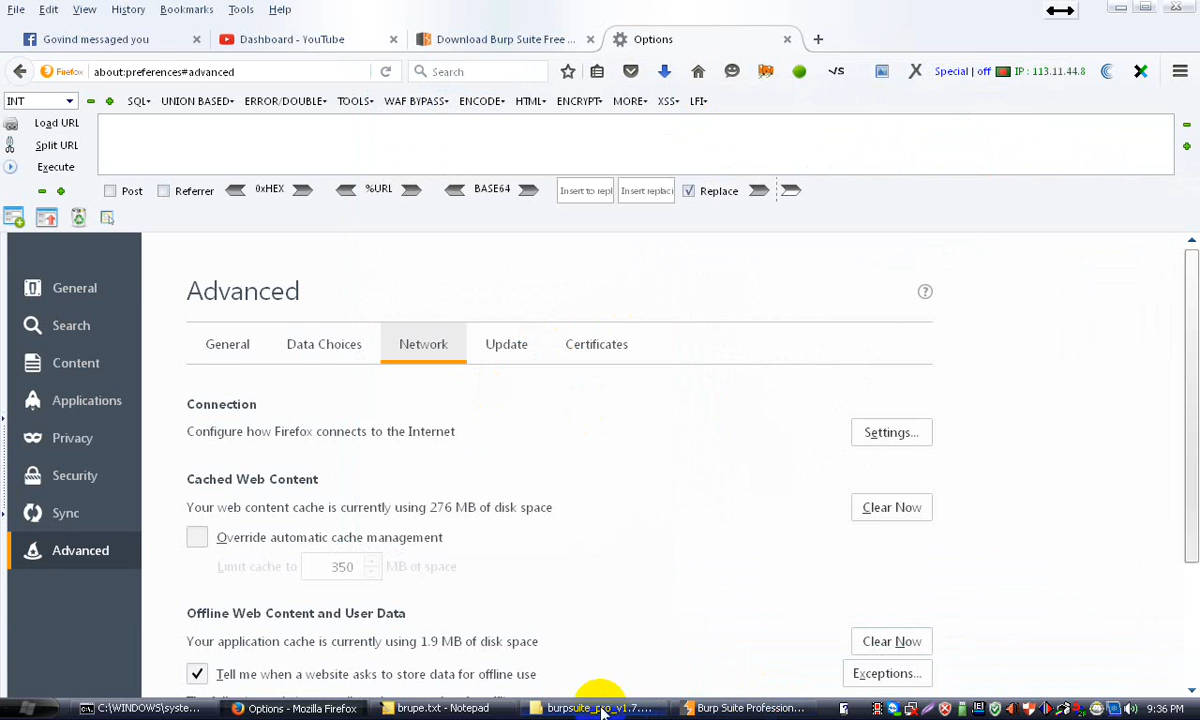 File Edit View History Bookmarks Tools Help
Govind messaged you × Dashboard - YouTube × Download Burp Suite Free ... × Options × +
Firefox about:preferences#advanced Search Special | off IP : 113.11.44.8
INT SQL UNION BASED ERROR/DOUBLE TOOLS WAF BYPASS ENCODE HTML ENCRYPT MORE XSS LFI
Load URL
Split URL
Execute
Post Referrer 0xHEX %URL BASE64 Insert to repl Insert replaci Replace
General
Search
Content
Applications
Privacy
Security
Sync
Advanced
Advanced
General Data Choices Network Update Certificates
Connection
Configure how Firefox connects to the Internet Settings...
Cached Web Content
Your web content cache is currently using 276 MB of disk space Clear Now
Override automatic cache management
Limit cache to 350 MB of space
Offline Web Content and User Data
Your application cache is currently using 1.9 MB of disk space Clear Now
Tell me when a website asks to store data for offline use Exceptions...
C:\WINDOWS\syste... Options - Mozilla Firefox brupe.txt - Notepad burpsuite_pro_v1.7.... Burp Suite Profession... 9:36 PM